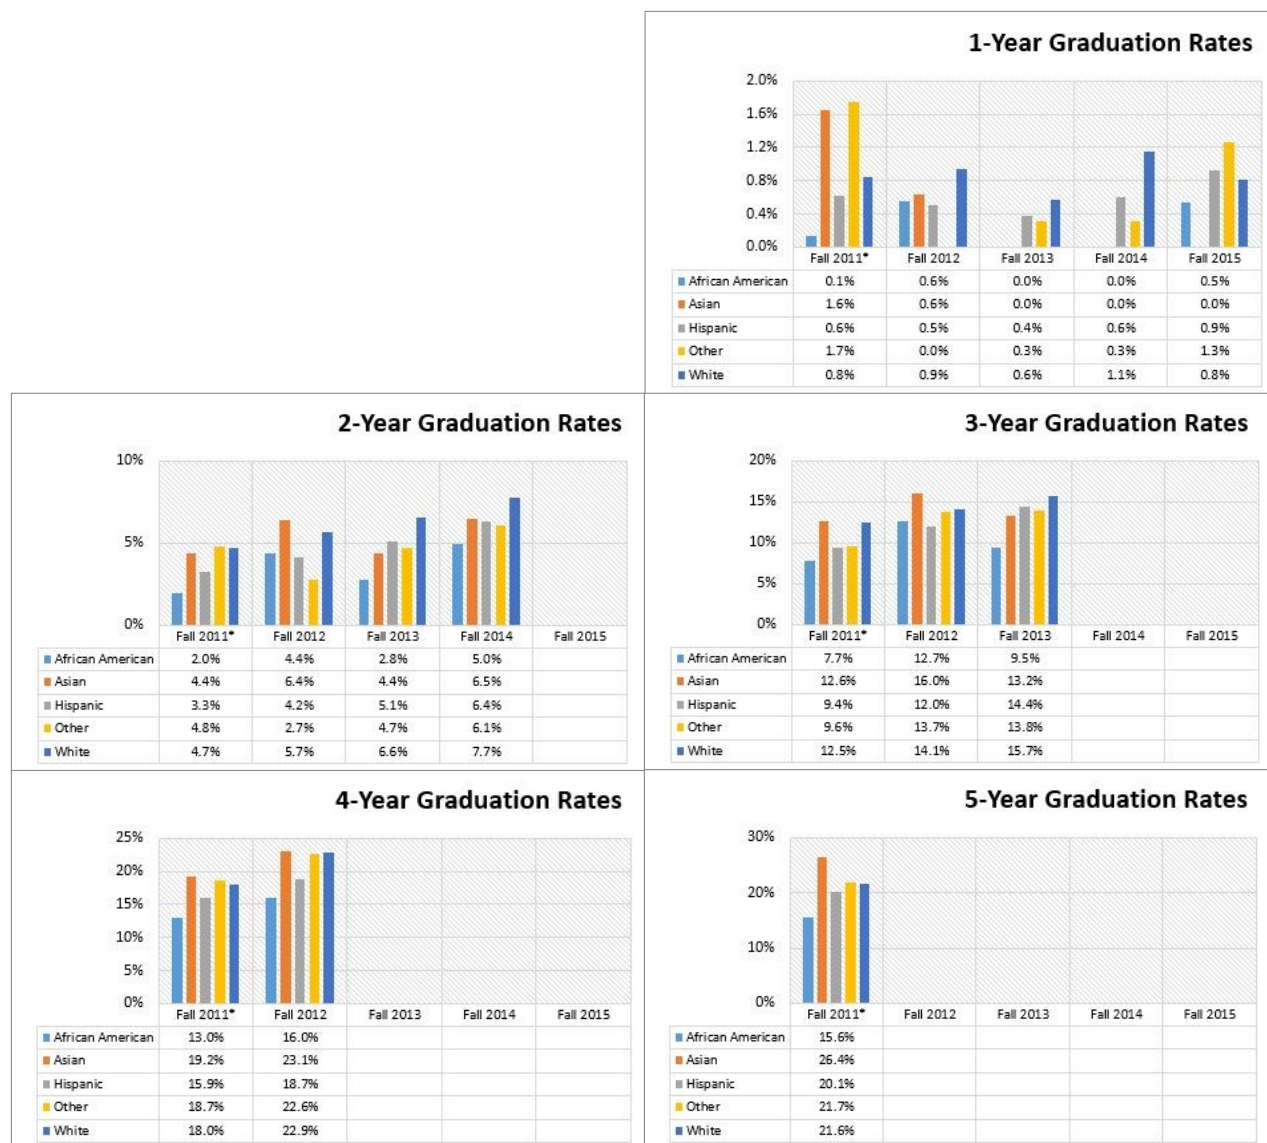 1-Year Graduation Rates
2.0%
1.6%
1.2%
0.8%
0.4%
0.0%
Fall 2011* Fall 2012 Fall 2013 Fall 2014 Fall 2015
African American 0.1% 0.6% 0.0% 0.0% 0.5%
Asian 1.6% 0.6% 0.0% 0.0% 0.0%
Hispanic 0.6% 0.5% 0.4% 0.6% 0.9%
Other 1.7% 0.0% 0.3% 0.3% 1.3%
White 0.8% 0.9% 0.6% 1.1% 0.8%
2-Year Graduation Rates
10%
5%
0%
Fall 2011* Fall 2012 Fall 2013 Fall 2014 Fall 2015
African American 2.0% 4.4% 2.8% 5.0%
Asian 4.4% 6.4% 4.4% 6.5%
Hispanic 3.3% 4.2% 5.1% 6.4%
Other 4.8% 2.7% 4.7% 6.1%
White 4.7% 5.7% 6.6% 7.7%
3-Year Graduation Rates
20%
15%
10%
5%
0%
Fall 2011* Fall 2012 Fall 2013 Fall 2014 Fall 2015
African American 7.7% 12.7% 9.5%
Asian 12.6% 16.0% 13.2%
Hispanic 9.4% 12.0% 14.4%
Other 9.6% 13.7% 13.8%
White 12.5% 14.1% 15.7%
4-Year Graduation Rates
25%
20%
15%
10%
5%
0%
Fall 2011* Fall 2012 Fall 2013 Fall 2014 Fall 2015
African American 13.0% 16.0%
Asian 19.2% 23.1%
Hispanic 15.9% 18.7%
Other 18.7% 22.6%
White 18.0% 22.9%
5-Year Graduation Rates
30%
20%
10%
0%
Fall 2011* Fall 2012 Fall 2013 Fall 2014 Fall 2015
African American 15.6%
Asian 26.4%
Hispanic 20.1%
Other 21.7%
White 21.6%